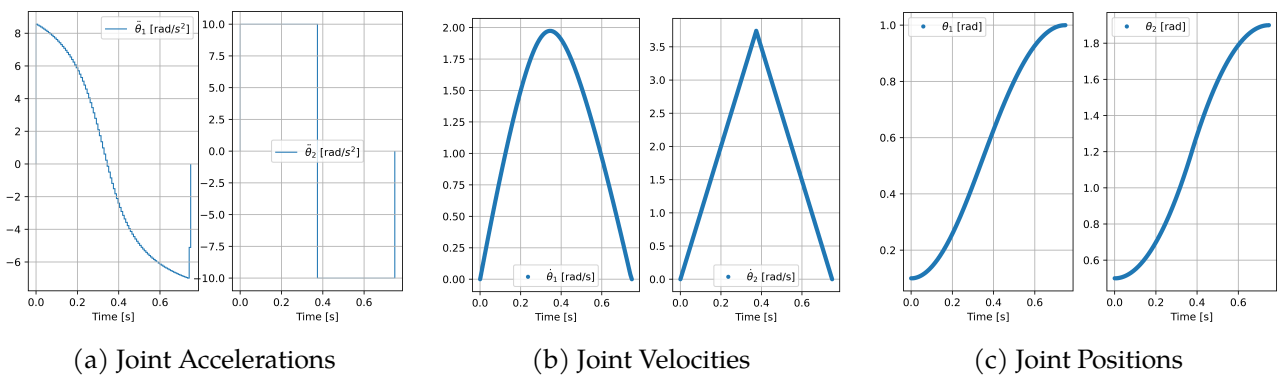 8
6
4
2
0
−2
−4
−6
0.0 0.2 0.4 0.6
Time [s]
θ̈₁ [rad/s²]
10.0
7.5
5.0
2.5
0.0
−2.5
−5.0
−7.5
−10.0
0.0 0.2 0.4 0.6
Time [s]
θ̈₂ [rad/s²]
(a) Joint Accelerations
2.00
1.75
1.50
1.25
1.00
0.75
0.50
0.25
0.00
0.0 0.2 0.4 0.6
Time [s]
θ̇₁ [rad/s]
3.5
3.0
2.5
2.0
1.5
1.0
0.5
0.0
0.0 0.2 0.4 0.6
Time [s]
θ̇₂ [rad/s]
(b) Joint Velocities
1.0
0.8
0.6
0.4
0.2
0.0 0.2 0.4 0.6
Time [s]
θ₁ [rad]
1.8
1.6
1.4
1.2
1.0
0.8
0.6
0.0 0.2 0.4 0.6
Time [s]
θ₂ [rad]
(c) Joint Positions